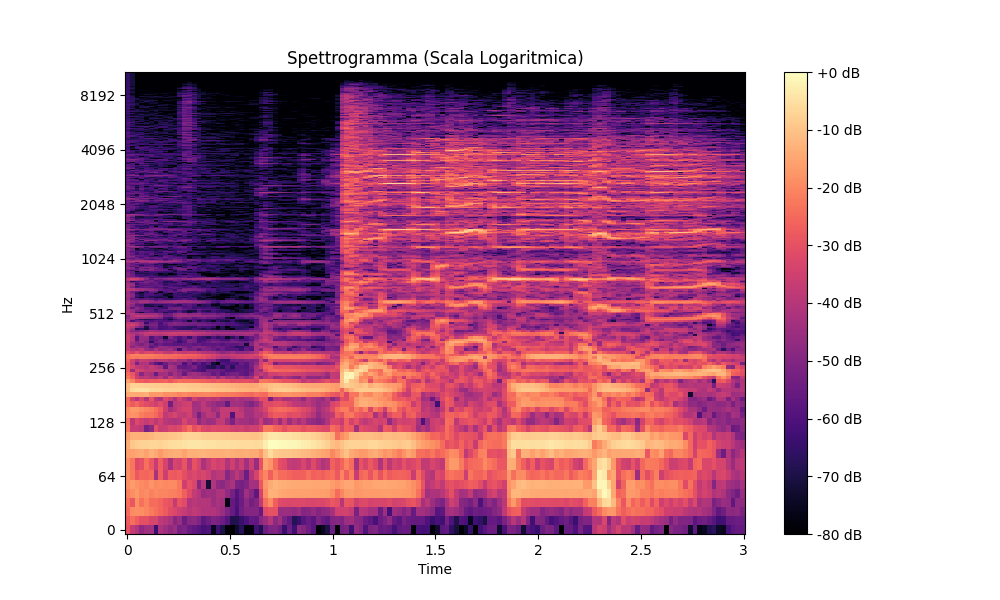 Spettrogramma (Scala Logaritmica)
Hz
8192
4096
2048
1024
512
256
128
64
0
0
0.5
1
1.5
2
2.5
3
Time
+0 dB
-10 dB
-20 dB
-30 dB
-40 dB
-50 dB
-60 dB
-70 dB
-80 dB